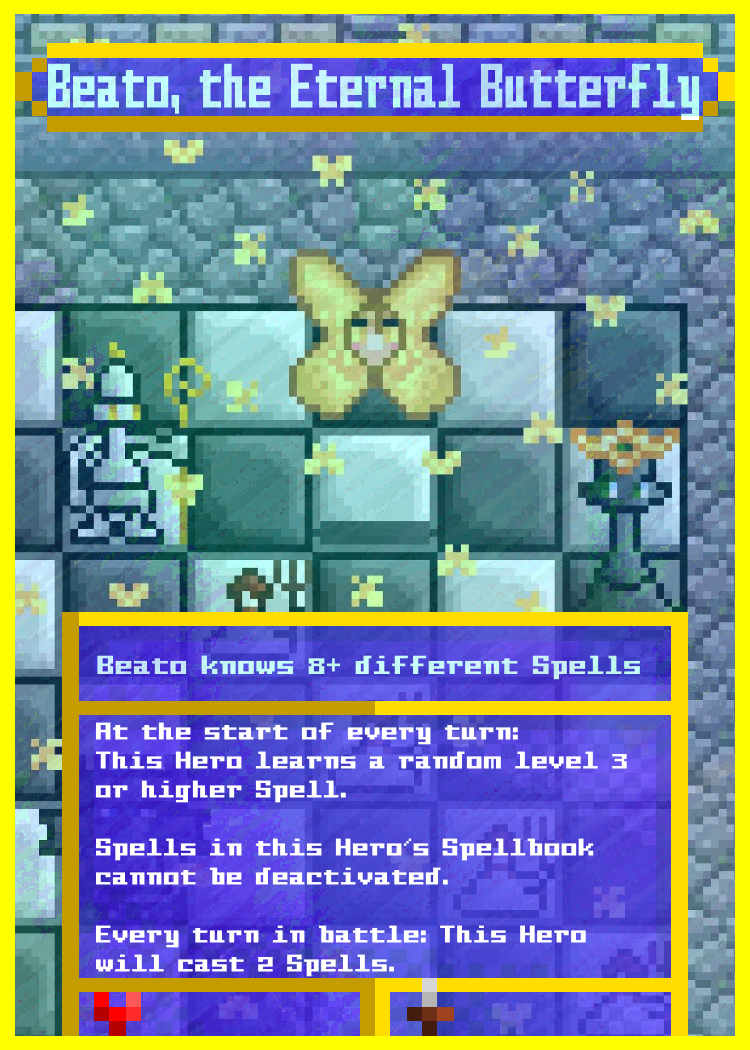 Beato, the Eternal Butterfly
Beato knows 8+ different Spells
At the start of every turn:
This Hero learns a random level 3
or higher Spell.
Spells in this Hero's Spellbook
cannot be deactivated.
Every turn in battle: This Hero
will cast 2 Spells.